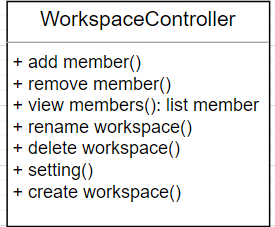 WorkspaceController
+ add member()
+ remove member()
+ view members(): list member
+ rename workspace()
+ delete workspace()
+ setting()
+ create workspace()